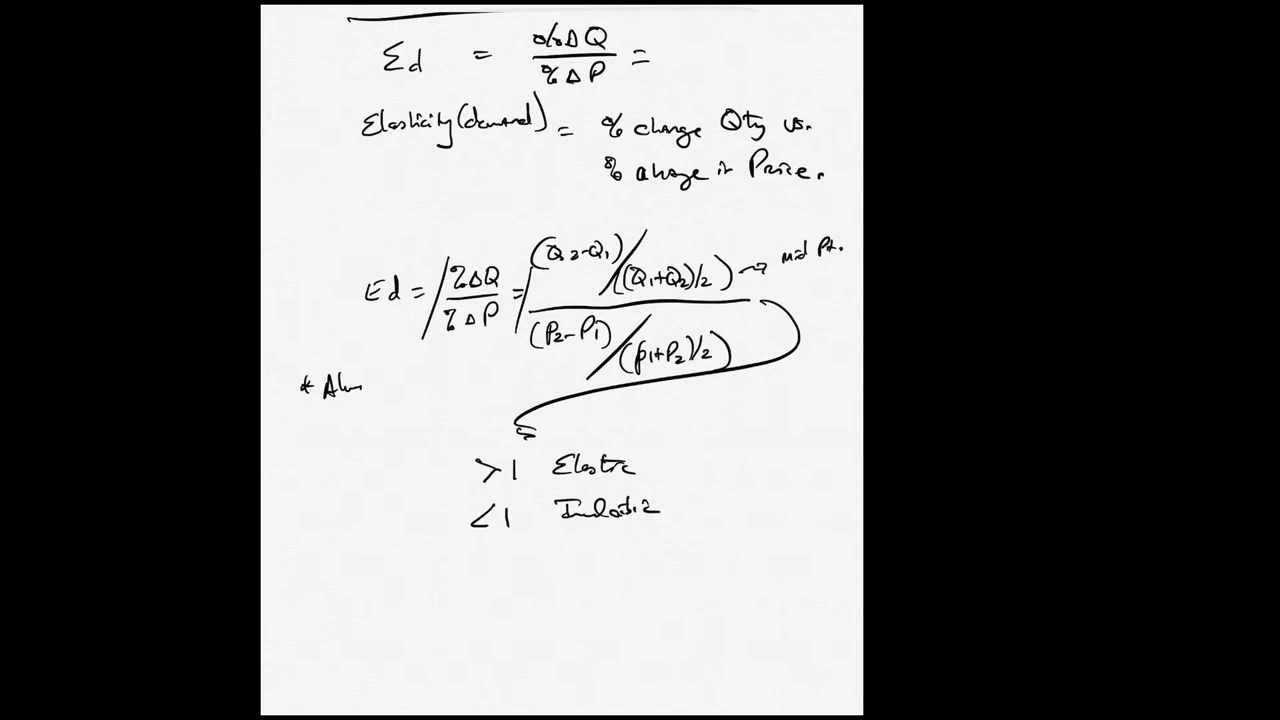 Ed = %ΔQ / %ΔP =
Elasticity (demand) = % change Qty vs.
% change in Price.
Ed = / %ΔQ / %ΔP = / (Q2-Q1) / ((Q1+Q2)/2) → mid Pt.
(P2-P1) / (P1+P2)/2)
*
=
>1 Elastic
<1 Inelastic